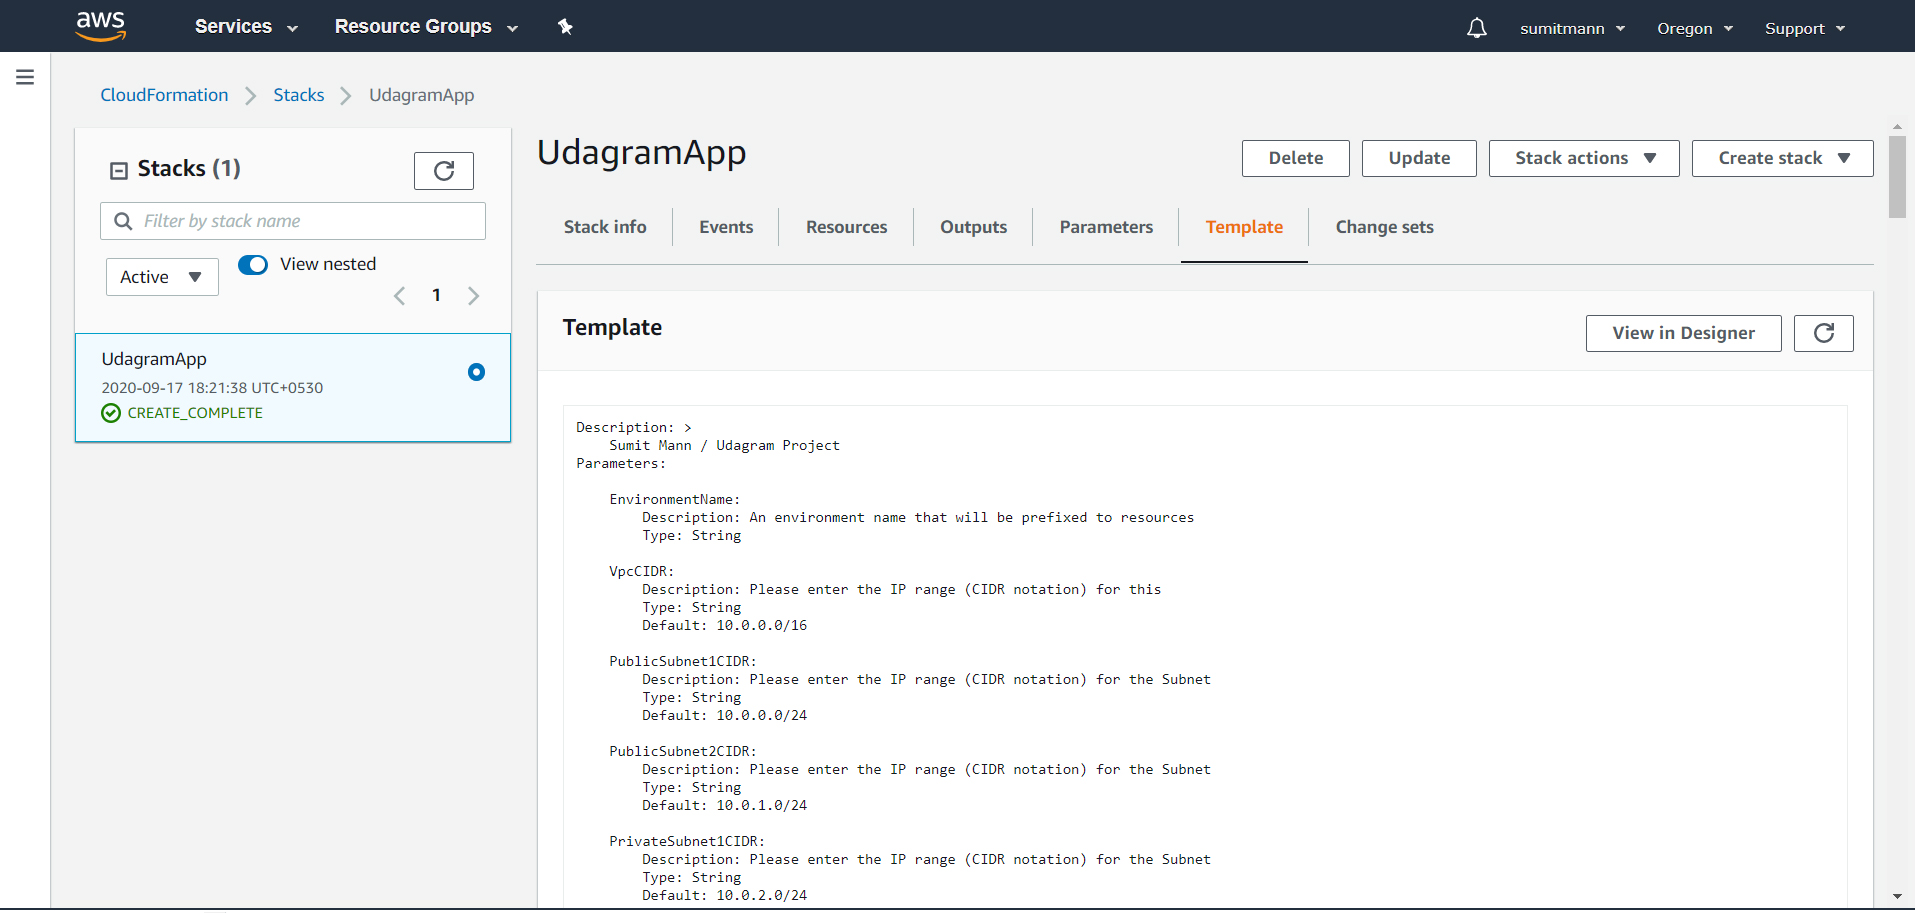 aws
Services
Resource Groups
sumitmann
Oregon
Support
CloudFormation
Stacks
UdagramApp
Stacks (1)
Filter by stack name
Active
View nested
1
UdagramApp
2020-09-17 18:21:38 UTC+0530
CREATE_COMPLETE
UdagramApp
Delete
Update
Stack actions
Create stack
Stack info
Events
Resources
Outputs
Parameters
Template
Change sets
Template
View in Designer
Description: >
Sumit Mann / Udagram Project
Parameters:
EnvironmentName:
Description: An environment name that will be prefixed to resources
Type: String
VpcCIDR:
Description: Please enter the IP range (CIDR notation) for this
Type: String
Default: 10.0.0.0/16
PublicSubnet1CIDR:
Description: Please enter the IP range (CIDR notation) for the Subnet
Type: String
Default: 10.0.0.0/24
PublicSubnet2CIDR:
Description: Please enter the IP range (CIDR notation) for the Subnet
Type: String
Default: 10.0.1.0/24
PrivateSubnet1CIDR:
Description: Please enter the IP range (CIDR notation) for the Subnet
Type: String
Default: 10.0.2.0/24